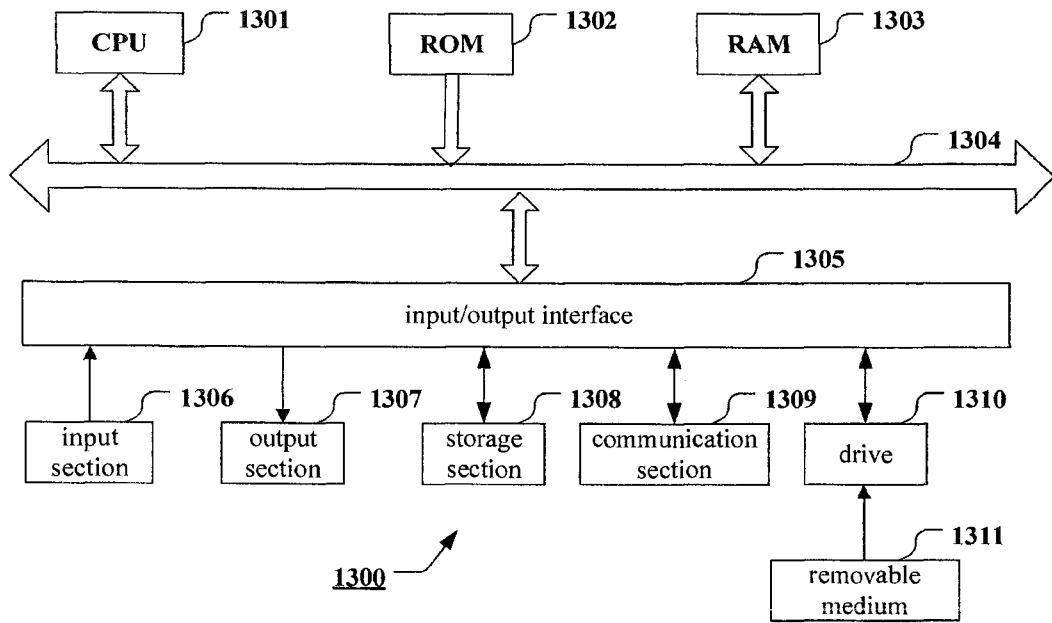 1301
CPU
1302
ROM
1303
RAM
1304
1305
input/output interface
1306
input
section
1307
output
section
1308
storage
section
1309
communication
section
1310
drive
1311
removable
medium
1300